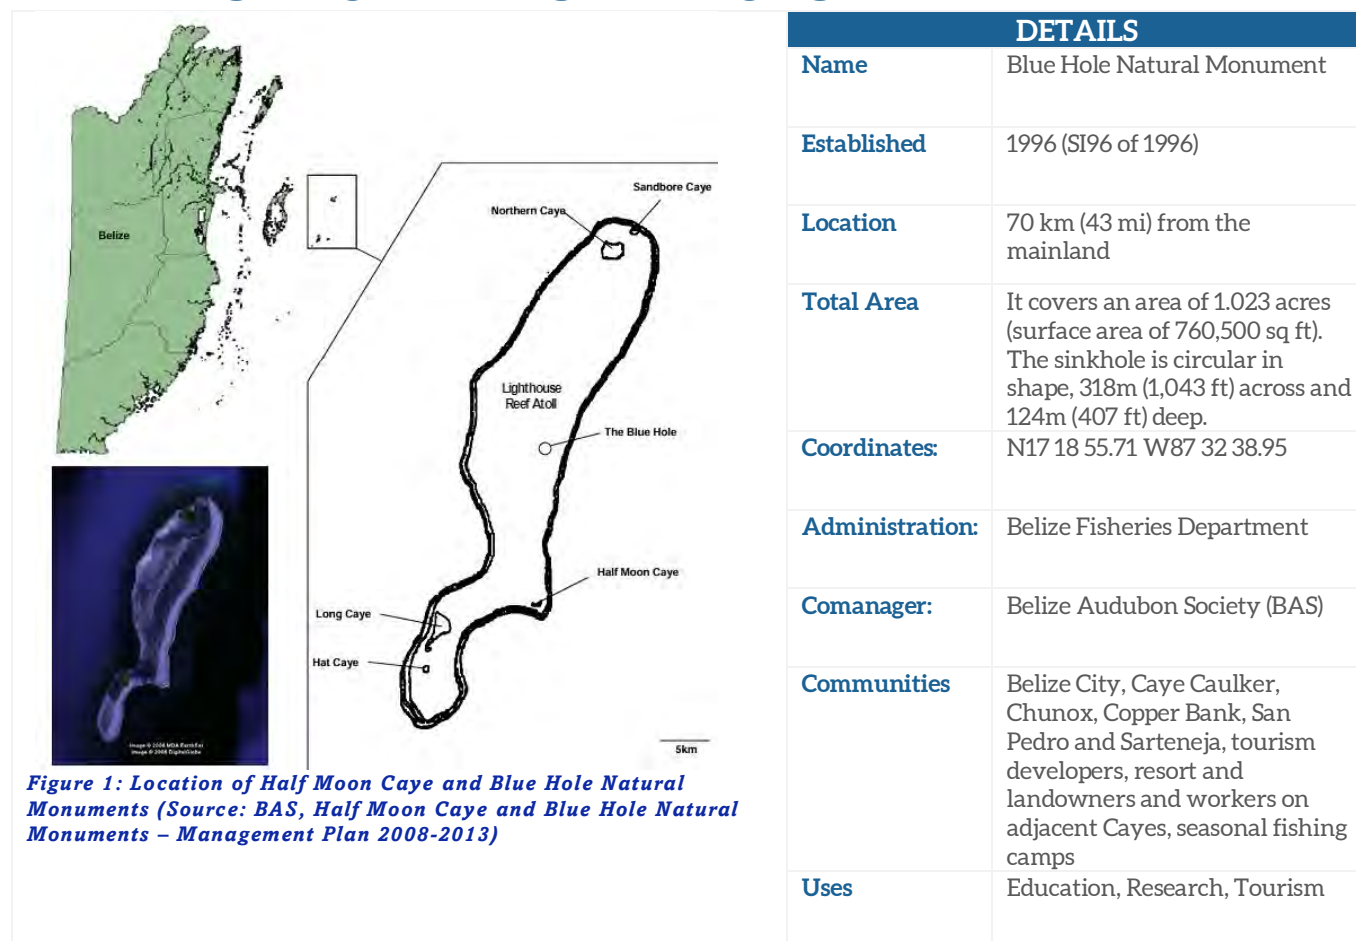 Belize
Sandbore Caye
Northern Caye
Lighthouse
Reef Atoll
The Blue Hole
Half Moon Caye
Long Caye
Hat Caye
5km
Image © 2008 DigitalGlobe
Figure 1: Location of Half Moon Caye and Blue Hole Natural
Monuments (Source: BAS, Half Moon Caye and Blue Hole Natural
Monuments – Management Plan 2008-2013)
DETAILS
Name Blue Hole Natural Monument
Established 1996 (SI96 of 1996)
Location 70 km (43 mi) from the
mainland
Total Area It covers an area of 1.023 acres
(surface area of 760,500 sq ft).
The sinkhole is circular in
shape, 318m (1,043 ft) across and
124m (407 ft) deep.
Coordinates: N17 18 55.71 W87 32 38.95
Administration: Belize Fisheries Department
Comanager: Belize Audubon Society (BAS)
Communities Belize City, Caye Caulker,
Chunox, Copper Bank, San
Pedro and Sarteneja, tourism
developers, resort and
landowners and workers on
adjacent Cayes, seasonal fishing
camps
Uses Education, Research, Tourism